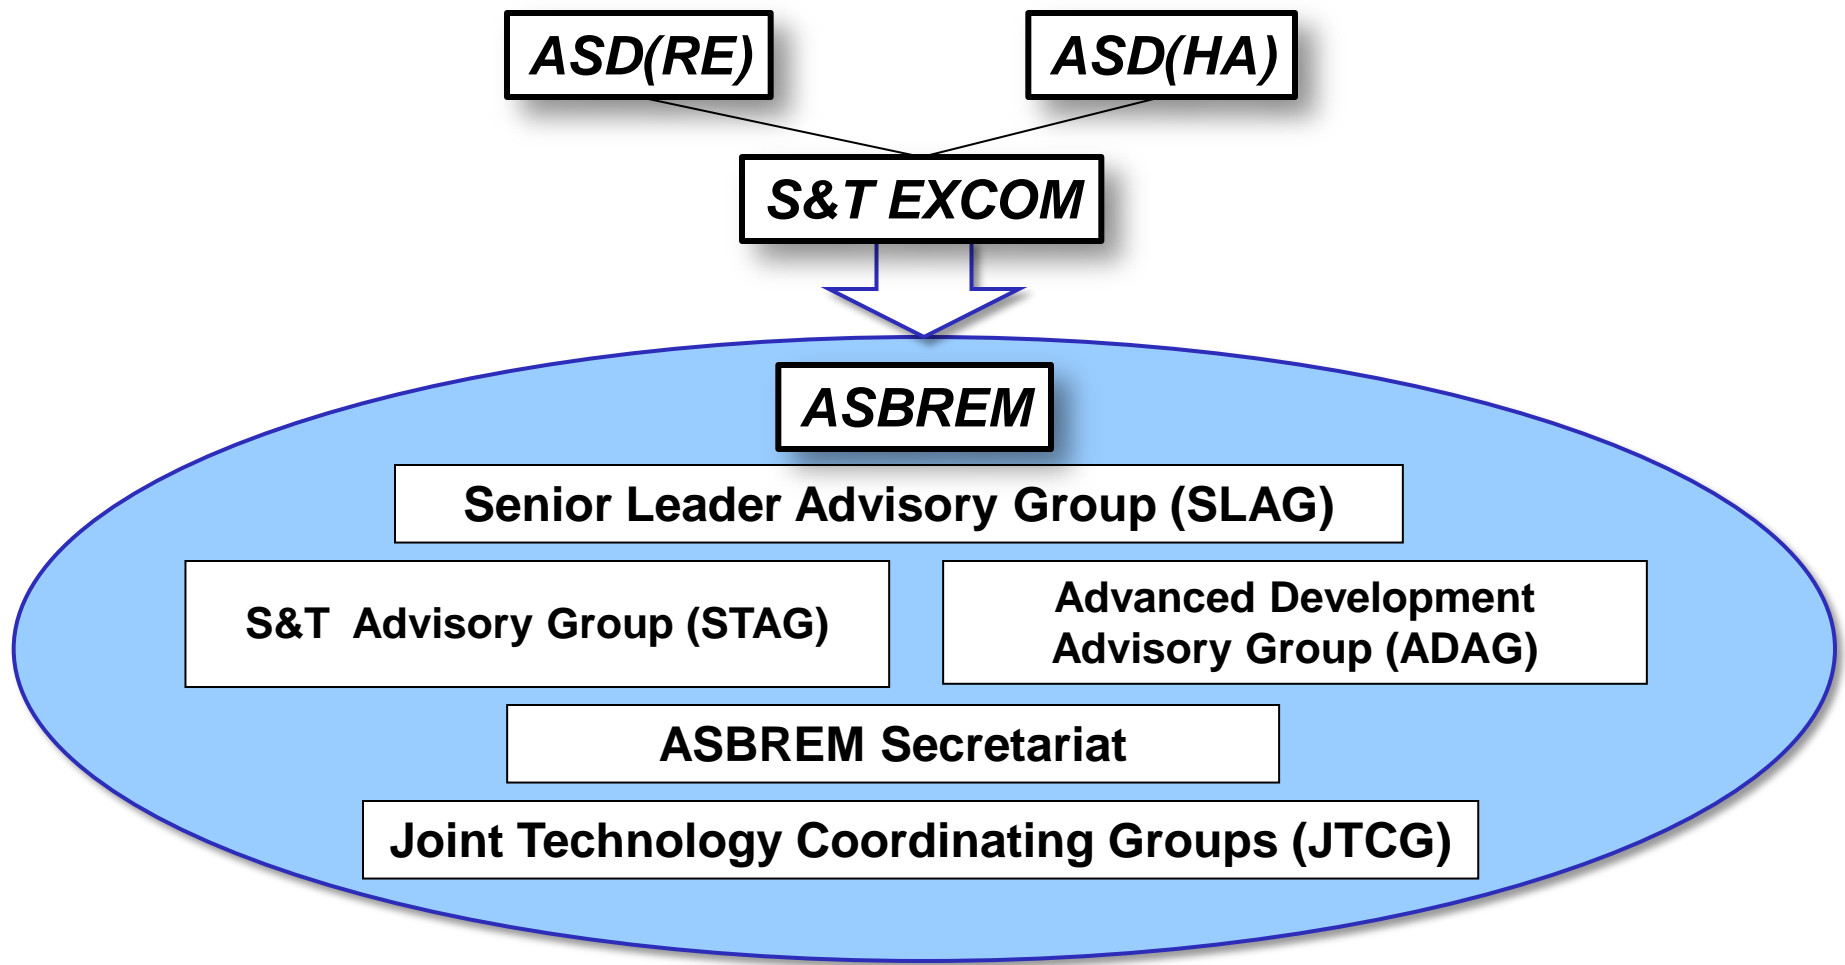 ASD(RE)
ASD(HA)
S&T EXCOM
ASBREM
Senior Leader Advisory Group (SLAG)
S&T Advisory Group (STAG)
Advanced Development
Advisory Group (ADAG)
ASBREM Secretariat
Joint Technology Coordinating Groups (JTCG)